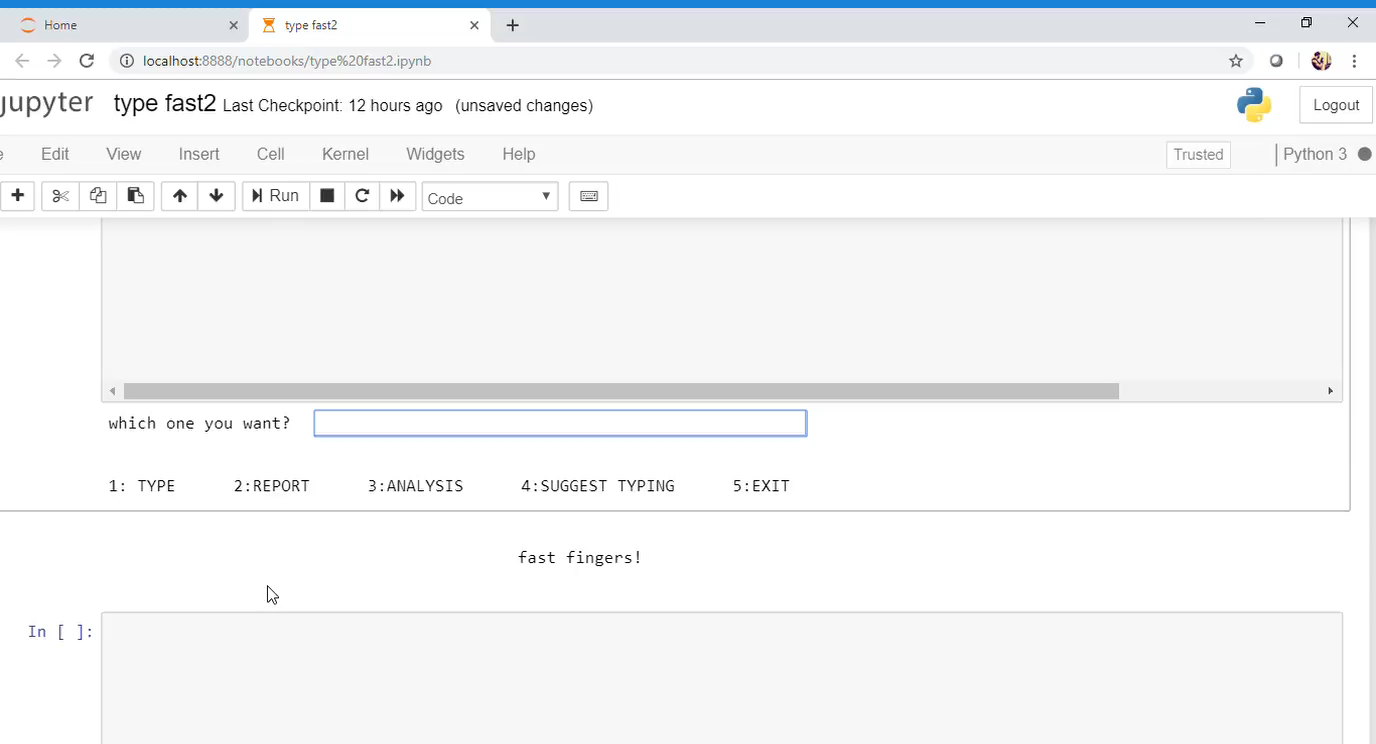 Home type fast2
localhost:8888/notebooks/type%20fast2.ipynb
jupyter type fast2 Last Checkpoint: 12 hours ago (unsaved changes) Logout
e Edit View Insert Cell Kernel Widgets Help Trusted Python 3
Run Code
which one you want?
1: TYPE 2:REPORT 3:ANALYSIS 4:SUGGEST TYPING 5:EXIT
fast fingers!
In [ ]: